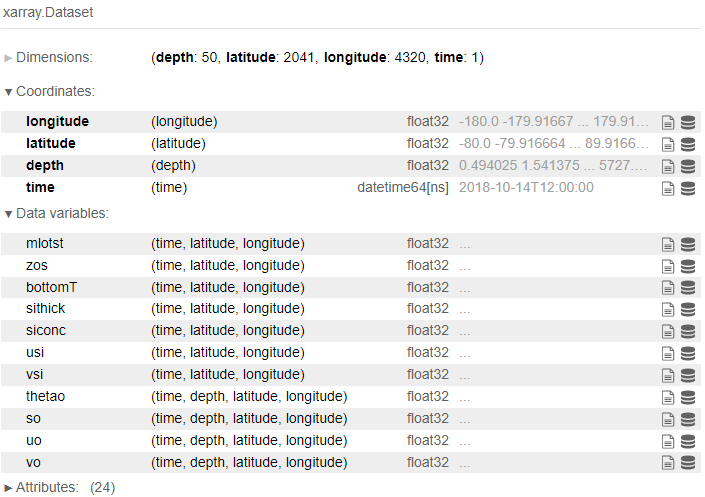 xarray.Dataset
► Dimensions: (depth: 50, latitude: 2041, longitude: 4320, time: 1)
▼ Coordinates:
longitude (longitude) float32 -180.0 -179.91667 ... 179.91…
latitude (latitude) float32 -80.0 -79.916664 ... 89.9166…
depth (depth) float32 0.494025 1.541375 ... 5727.…
time (time) datetime64[ns] 2018-10-14T12:00:00
▼ Data variables:
mlotst (time, latitude, longitude) float32 ...
zos (time, latitude, longitude) float32 ...
bottomT (time, latitude, longitude) float32 ...
sithick (time, latitude, longitude) float32 ...
siconc (time, latitude, longitude) float32 ...
usi (time, latitude, longitude) float32 ...
vsi (time, latitude, longitude) float32 ...
thetao (time, depth, latitude, longitude) float32 ...
so (time, depth, latitude, longitude) float32 ...
uo (time, depth, latitude, longitude) float32 ...
vo (time, depth, latitude, longitude) float32 ...
► Attributes: (24)